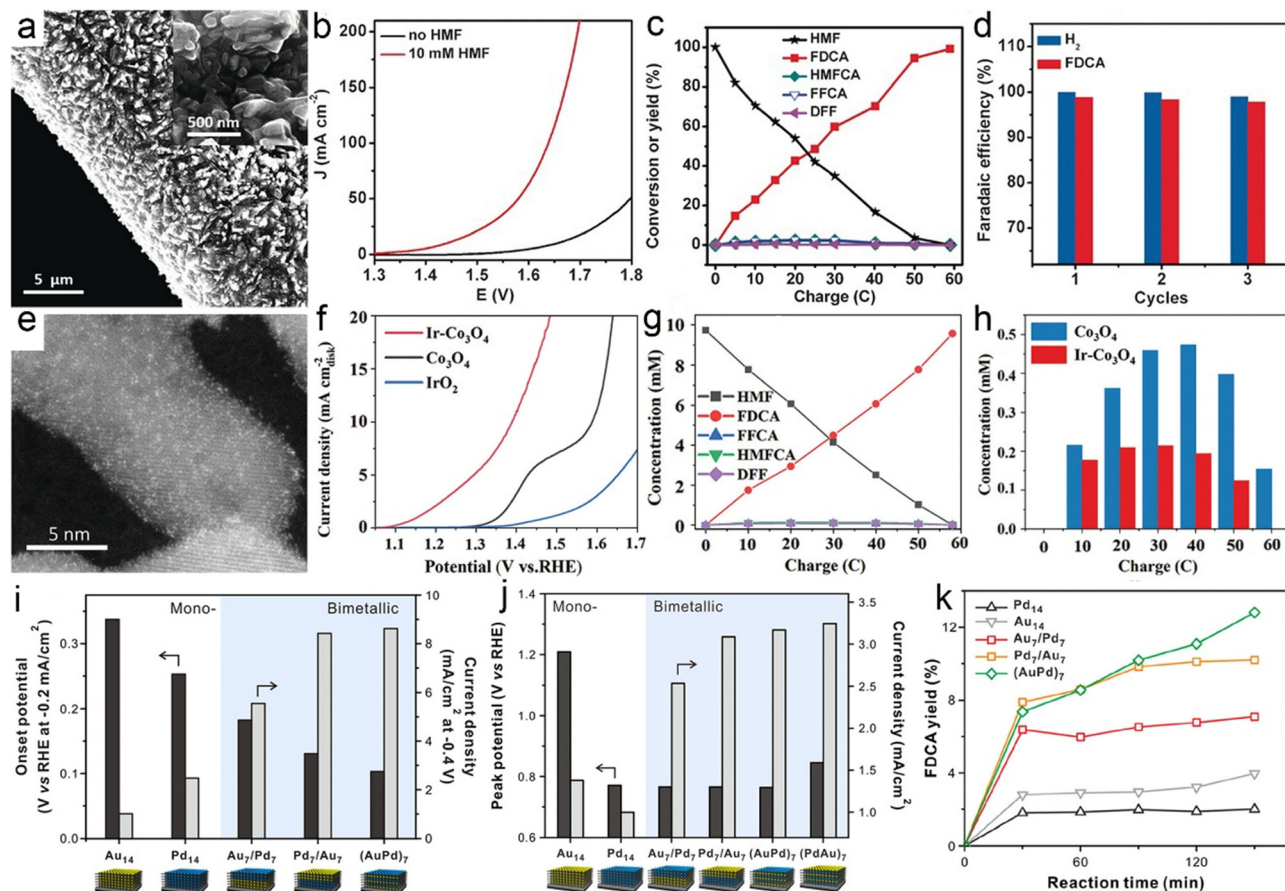 a
500 nm
5 µm
b
no HMF
10 mM HMF
J (mA cm⁻²)
200
150
100
50
0
1.3 1.4 1.5 1.6 1.7 1.8
E (V)
c
HMF
FDCA
HMFCA
FFCA
DFF
Conversion or yield (%)
100
80
60
40
20
0
0 10 20 30 40 50 60
Charge (C)
d
H₂
FDCA
Faradaic efficiency (%)
110
100
90
80
70
1 2 3
Cycles
e
5 nm
f
Ir-Co₃O₄
Co₃O₄
IrO₂
Current density (mA cm⁻²disk)
20
16
12
8
4
0
1.1 1.2 1.3 1.4 1.5 1.6 1.7
Potential (V vs.RHE)
g
HMF
FDCA
FFCA
HMFCA
DFF
Concentration (mM)
10
8
6
4
2
0
0 10 20 30 40 50 60
Charge (C)
h
Co₃O₄
Ir-Co₃O₄
Concentration (mM)
0.5
0.4
0.3
0.2
0.1
0.0
0 10 20 30 40 50 60
Charge (C)
i
Mono- Bimetallic
Onset potential
(V vs RHE at -0.2 mA/cm²)
0.3
0.2
0.1
0.0
10
9
8
7
6
5
4
3
2
1
0
Current density
(mA/cm² at -0.4 V)
Au₁₄ Pd₁₄ Au₇/Pd₇ Pd₇/Au₇ (AuPd)₇
j
Mono- Bimetallic
Peak potential (V vs RHE)
1.4
1.2
1.0
0.8
0.6
3.5
3.0
2.5
2.0
1.5
1.0
Current density (mA/cm²)
Au₁₄ Pd₁₄ Au₇/Pd₇ Pd₇/Au₇ (AuPd)₇ (PdAu)₇
k
Pd₁₄
Au₁₄
Au₇/Pd₇
Pd₇/Au₇
(AuPd)₇
FDCA yield (%)
12
8
4
0
0 60 120
Reaction time (min)